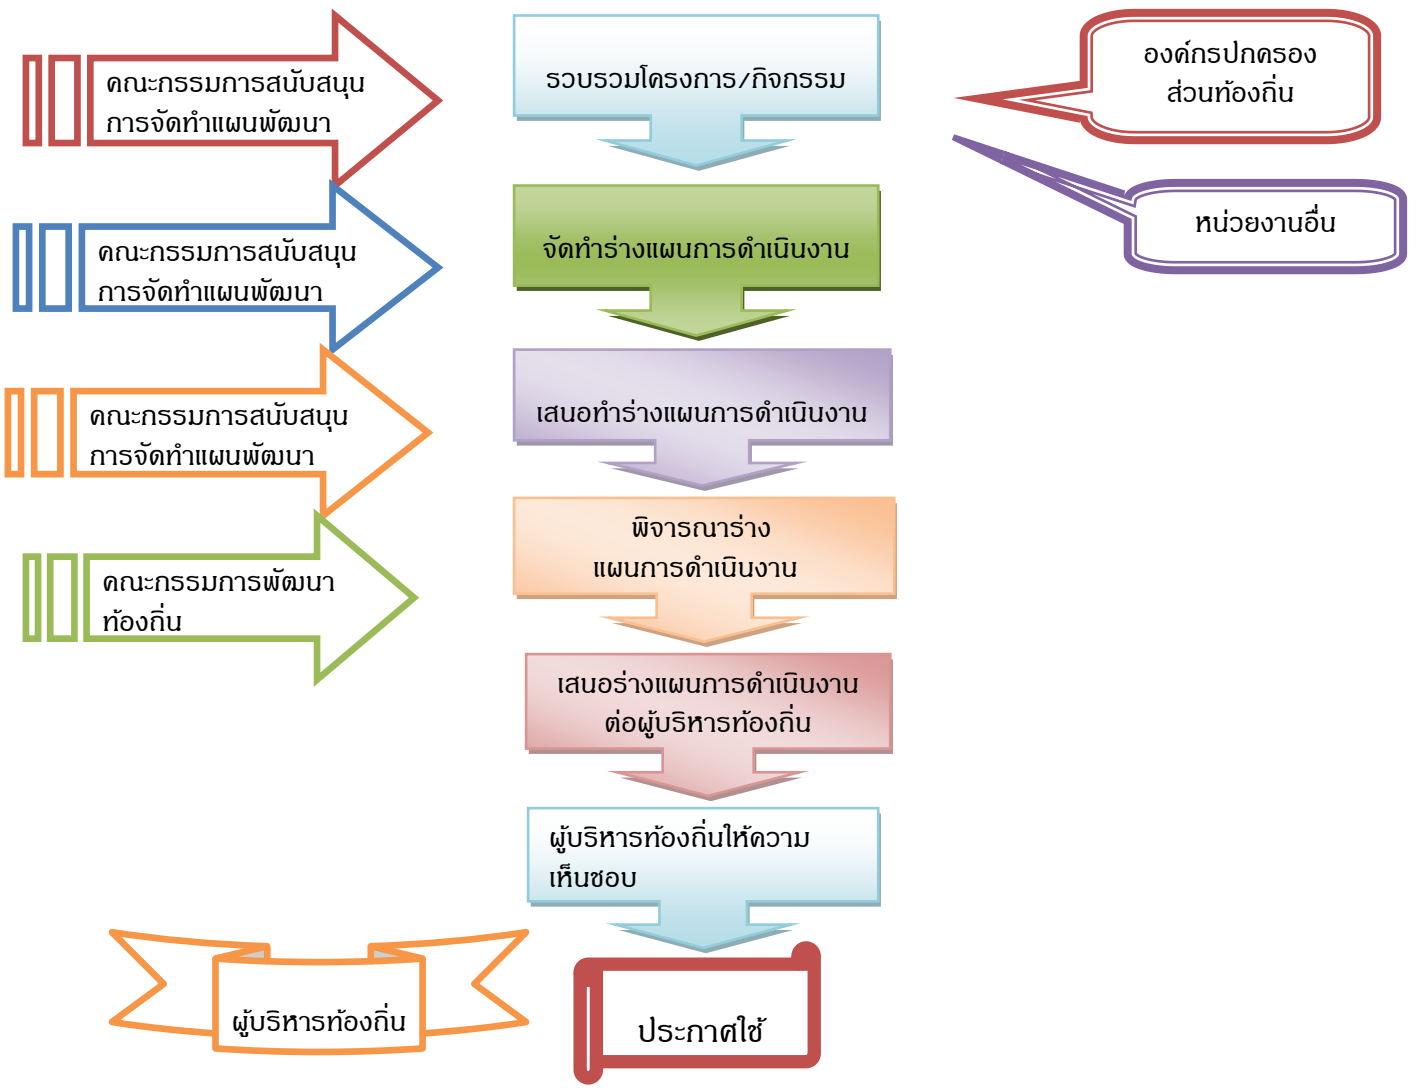 คณะกรรมการสนับสนุน
การจัดทำแผนพัฒนา
รวบรวมโครงการ/กิจกรรม
องค์กรปกครอง
ส่วนท้องถิ่น
คณะกรรมการสนับสนุน
การจัดทำแผนพัฒนา
จัดทำร่างแผนการดำเนินงาน
หน่วยงานอื่น
คณะกรรมการสนับสนุน
การจัดทำแผนพัฒนา
เสนอทำร่างแผนการดำเนินงาน
คณะกรรมการพัฒนา
ท้องถิ่น
พิจารณาร่าง
แผนการดำเนินงาน
เสนอร่างแผนการดำเนินงาน
ต่อผู้บริหารท้องถิ่น
ผู้บริหารท้องถิ่นให้ความ
เห็นชอบ
ผู้บริหารท้องถิ่น
ประกาศใช้